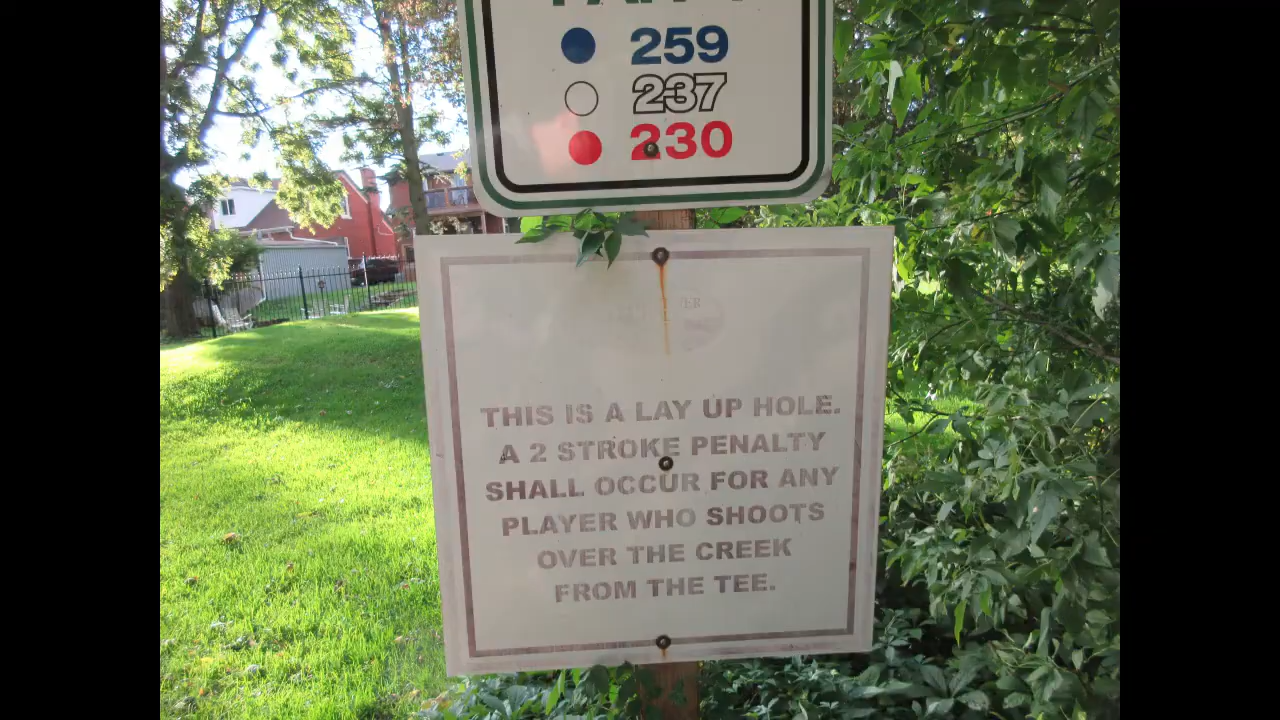 259
237
230
THIS IS A LAY UP HOLE.
A 2 STROKE PENALTY
SHALL OCCUR FOR ANY
PLAYER WHO SHOOTS
OVER THE CREEK
FROM THE TEE.